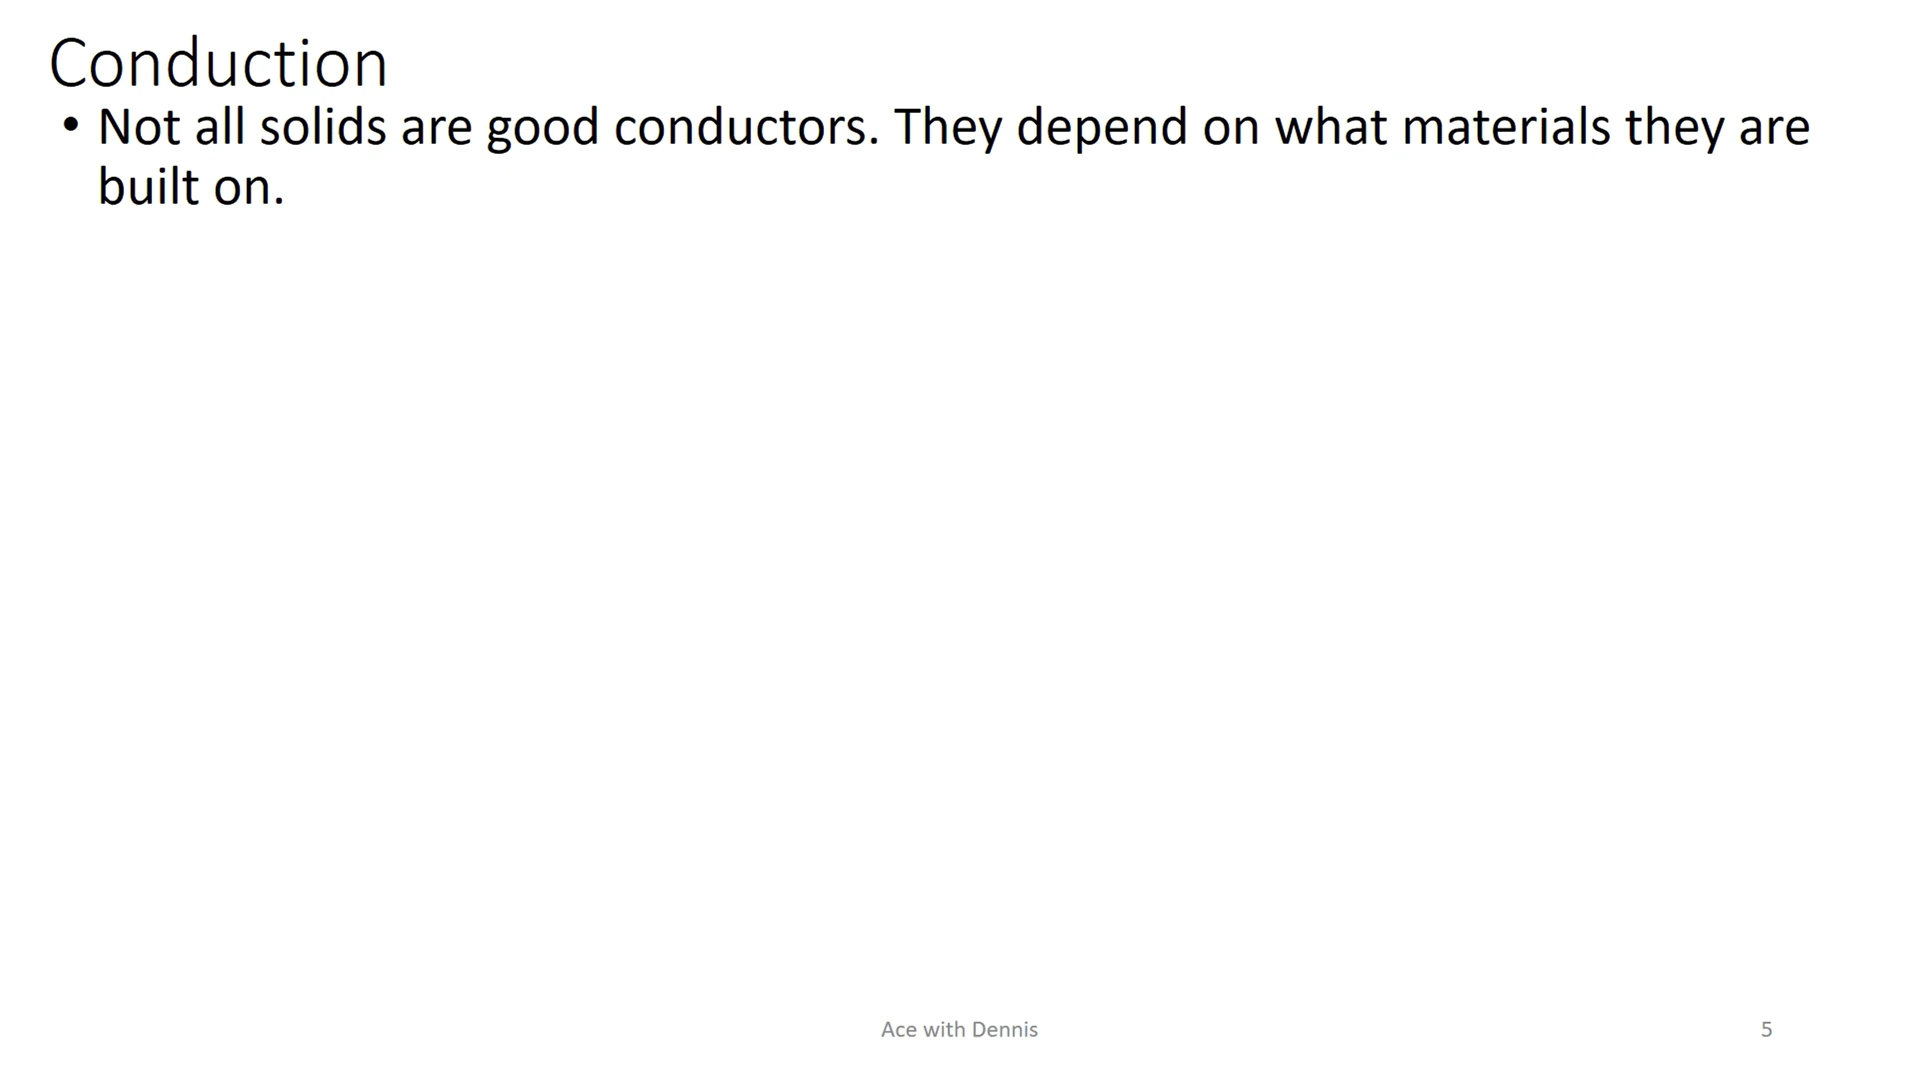 Conduction
• Not all solids are good conductors. They depend on what materials they are
built on.
Ace with Dennis
5